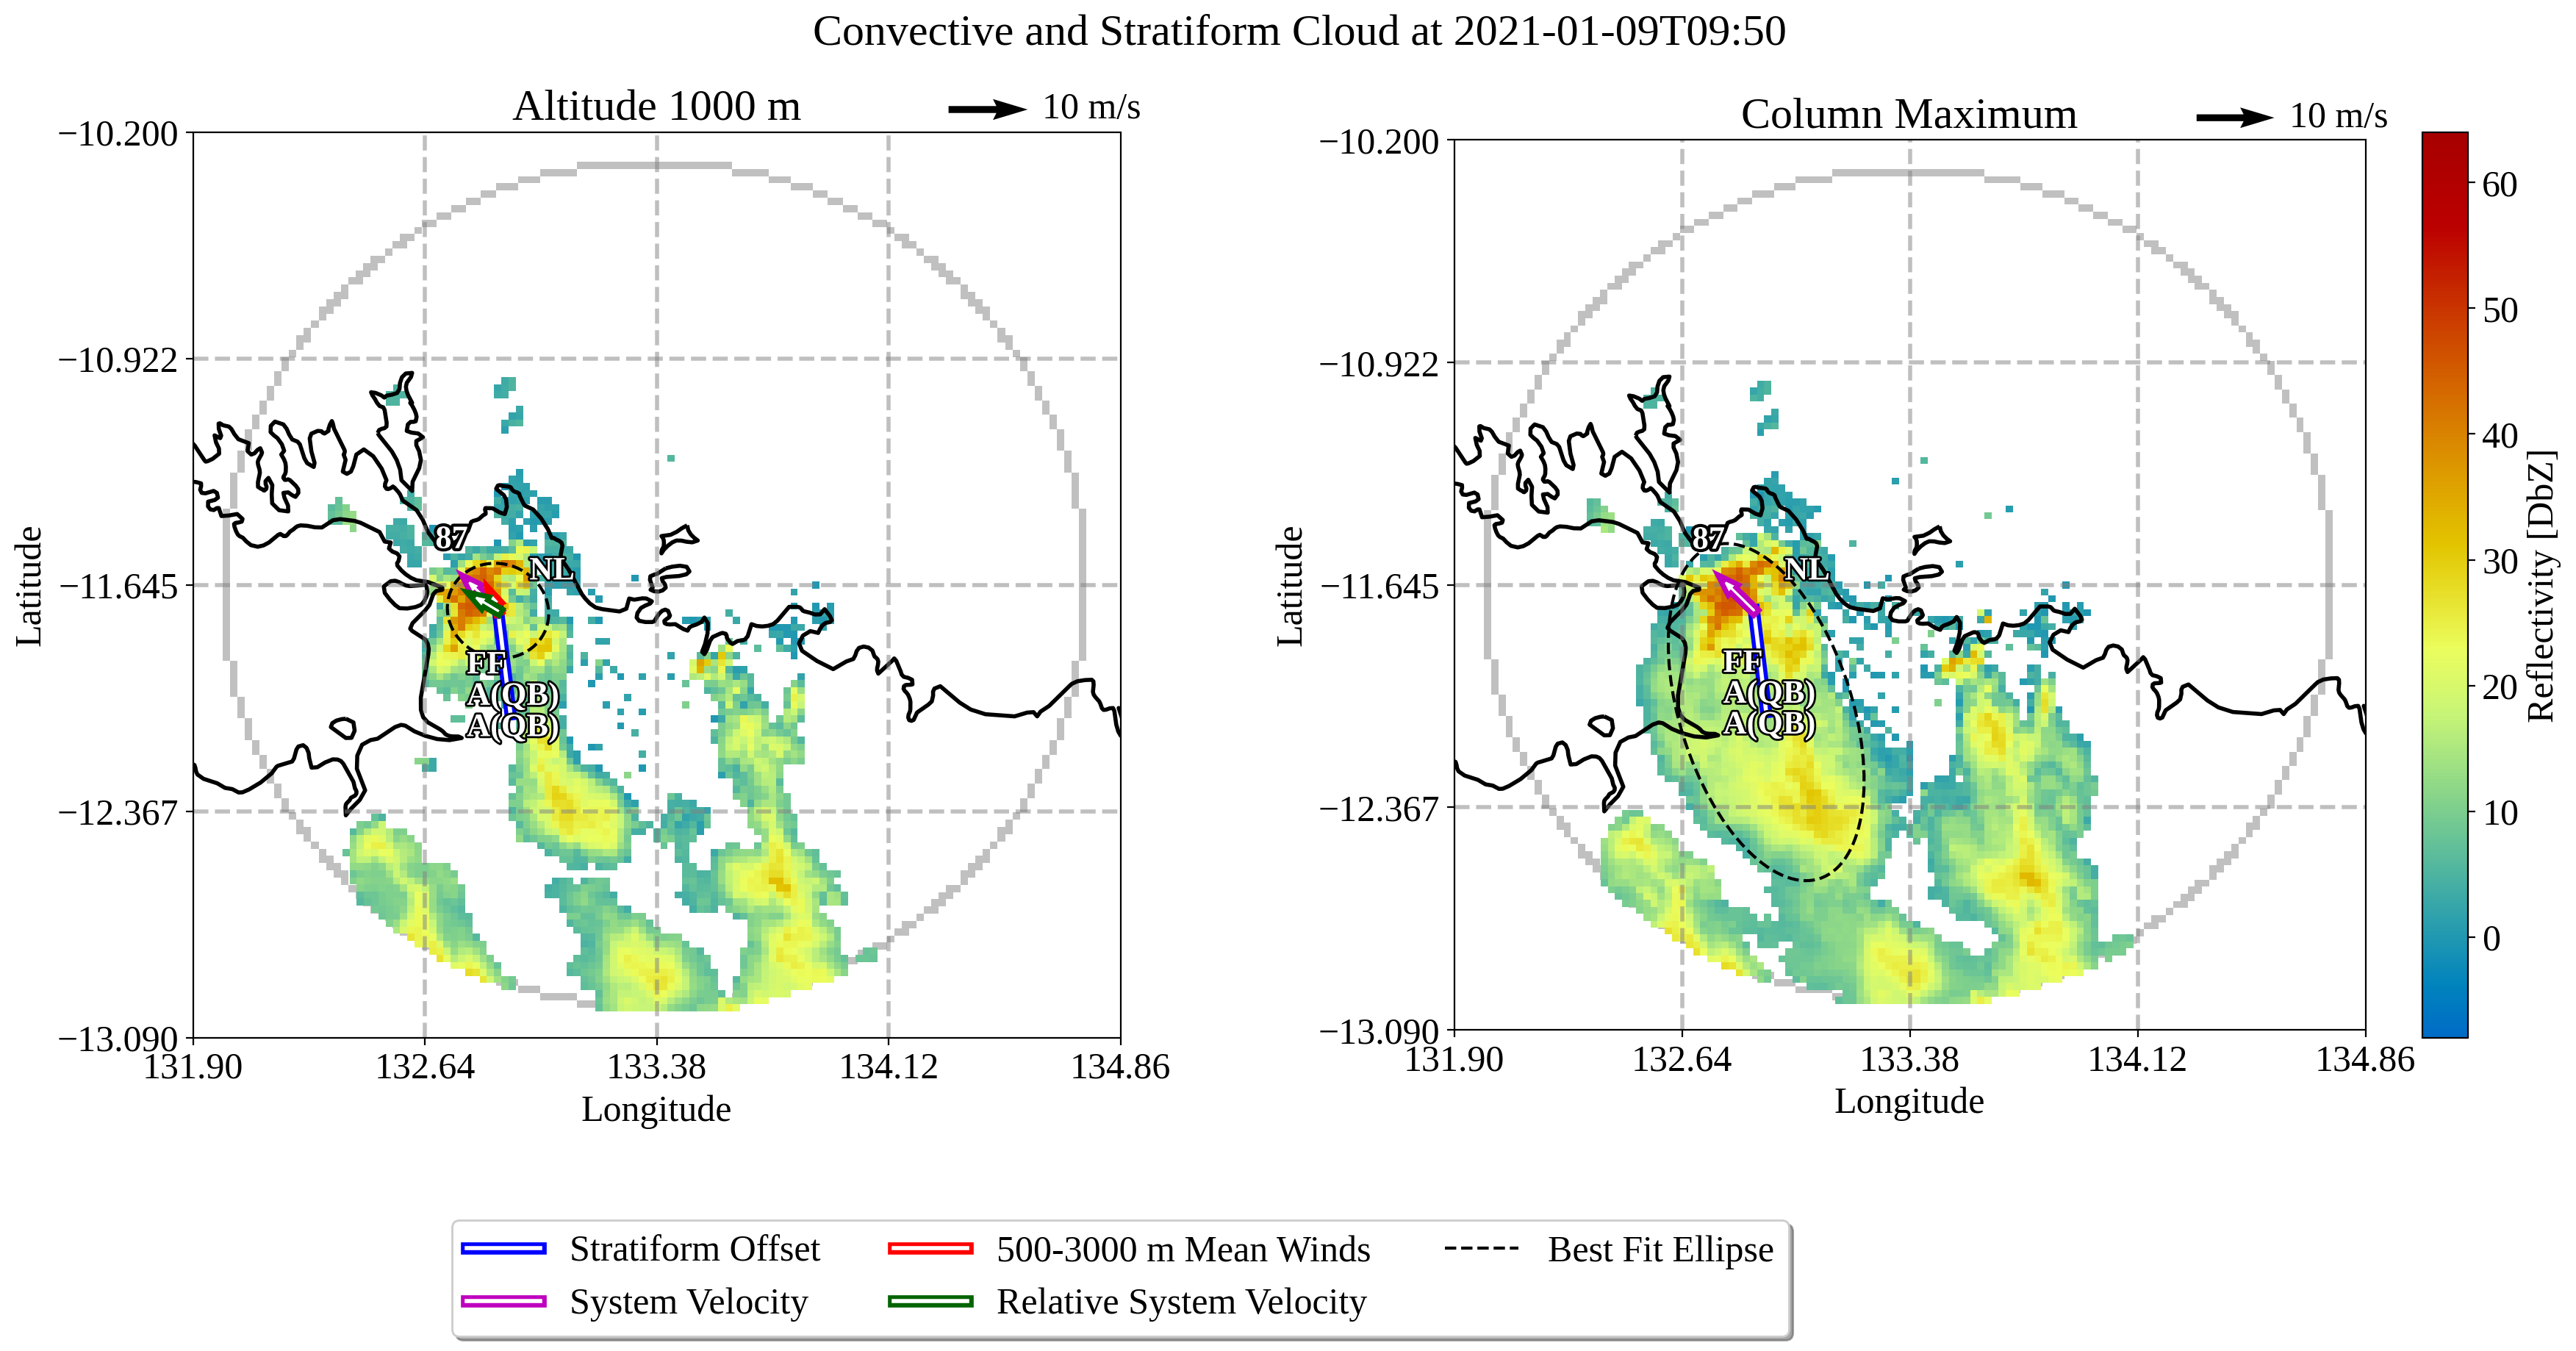 Convective and Stratiform Cloud at 2021-01-09T09:50
Altitude 1000 m
10 m/s
−10.200
−10.922
−11.645
−12.367
−13.090
Latitude
87
NL
FF
A(QB)
A(QB)
131.90
132.64
133.38
134.12
134.86
Longitude
Column Maximum
10 m/s
−10.200
−10.922
−11.645
−12.367
−13.090
Latitude
87
NL
FF
A(QB)
A(QB)
131.90
132.64
133.38
134.12
134.86
Longitude
60
50
40
30
20
10
0
Reflectivity [DbZ]
Stratiform Offset
System Velocity
500-3000 m Mean Winds
Relative System Velocity
Best Fit Ellipse